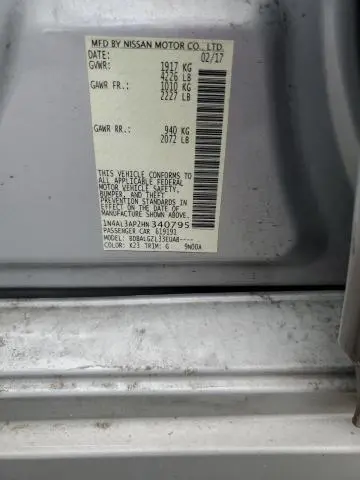 MFD BY NISSAN MOTOR CO., LTD.
DATE: 02/17
GVWR: 1917 KG
4226 LB
GAWR FR.: 1010 KG
2227 LB
GAWR RR.: 940 KG
2072 LB
THIS VEHICLE CONFORMS TO
ALL APPLICABLE FEDERAL
MOTOR VEHICLE SAFETY,
BUMPER, AND THEFT
PREVENTION STANDARDS IN
EFFECT ON THE DATE OF
MANUFACTURE SHOWN ABOVE.
1N4AL3AP2HN340795
PASSENGER CAR 619191
MODEL: BDBALGZL33EUAB----
COLOR: K23 TRIM: G 9N00A